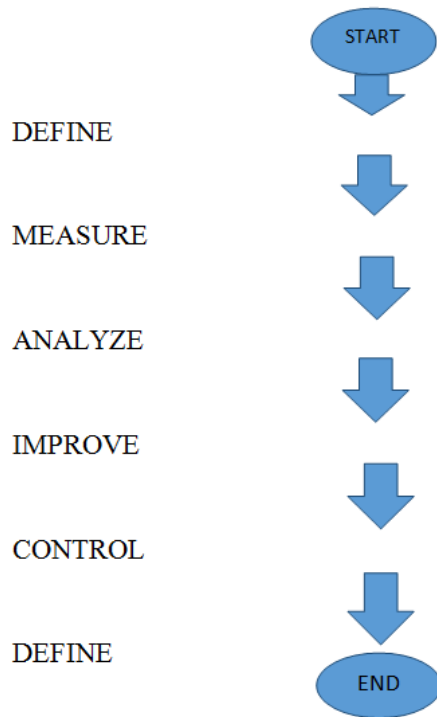 START
DEFINE
MEASURE
ANALYZE
IMPROVE
CONTROL
DEFINE
END